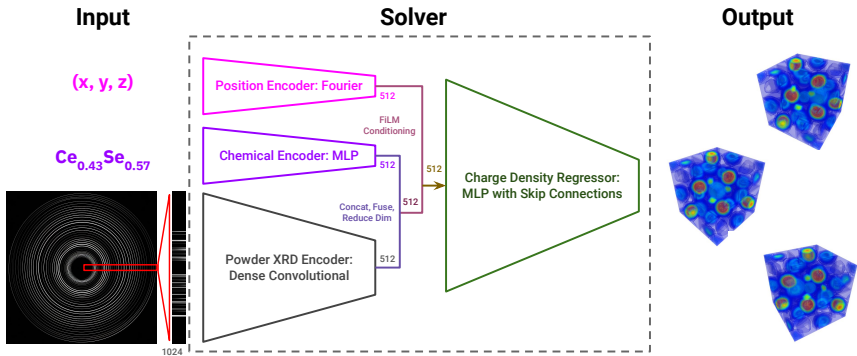 Input
Solver
Output
(x, y, z)
Position Encoder: Fourier
512
FiLM
Conditioning
Ce0.43Se0.57
Chemical Encoder: MLP
512
512
Charge Density Regressor:
MLP with Skip Connections
Concat, Fuse,
Reduce Dim
512
Powder XRD Encoder:
Dense Convolutional
512
1024